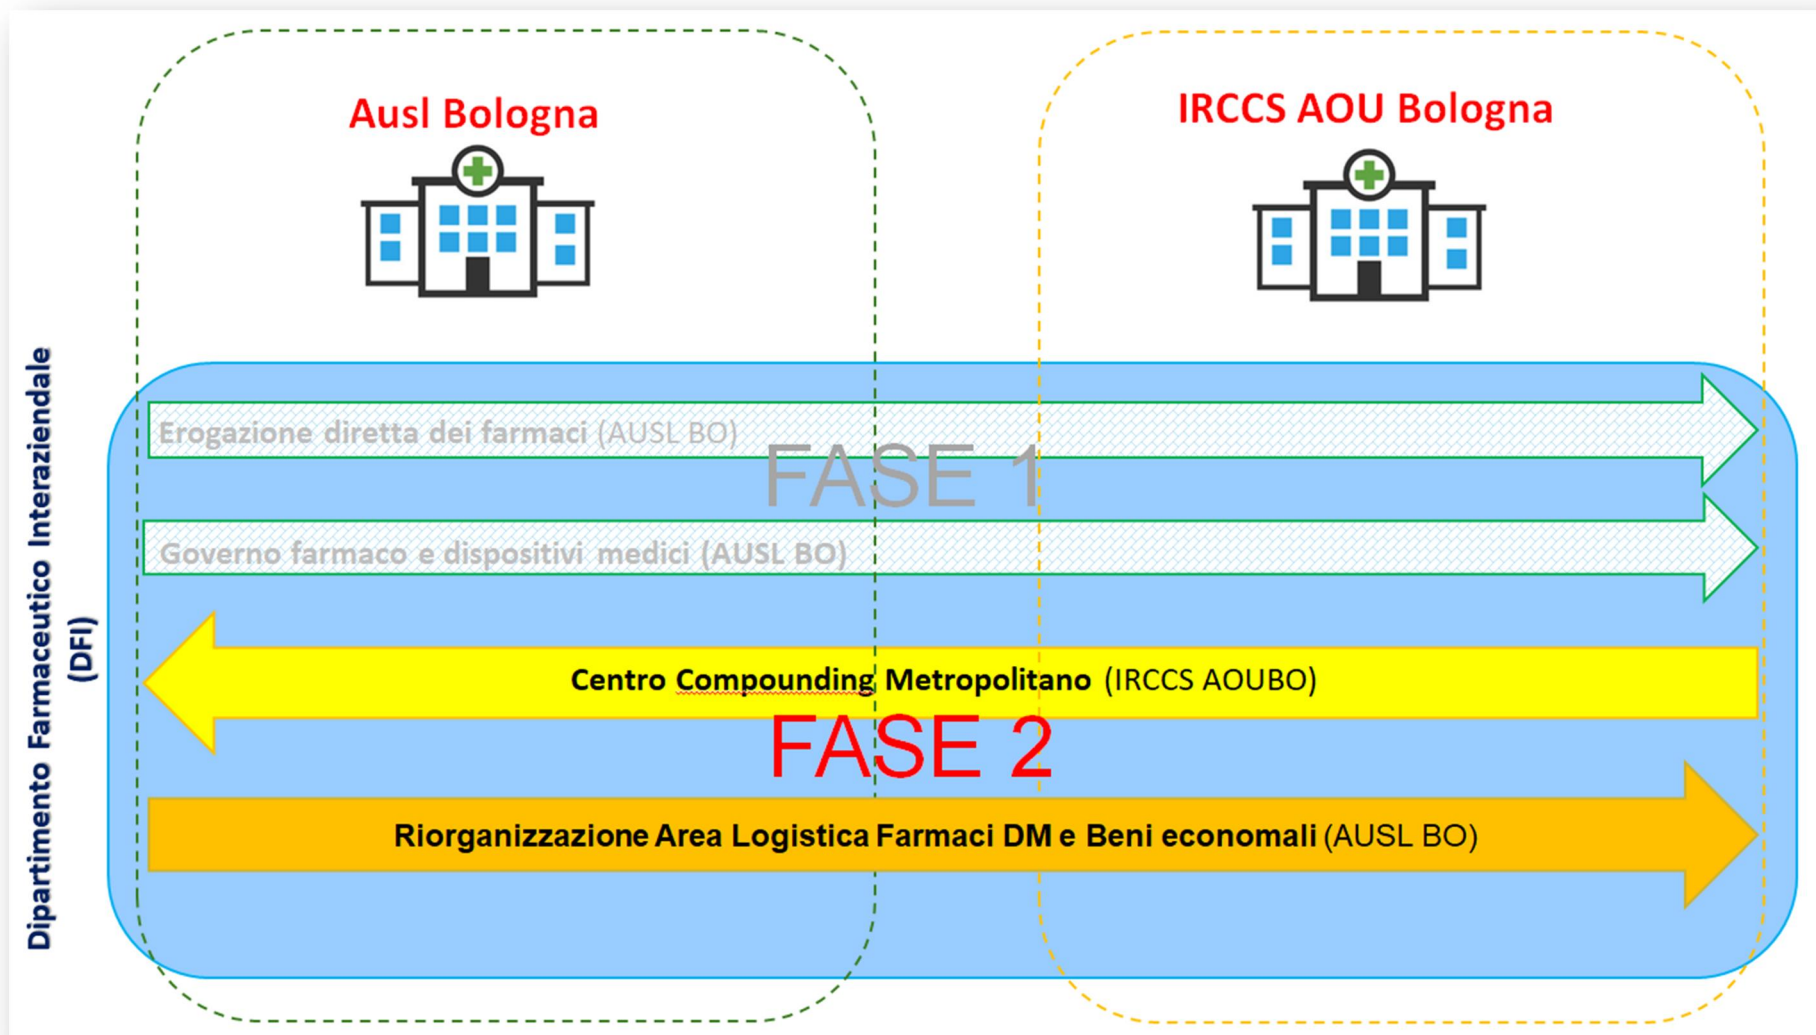 Ausl Bologna
IRCCS AOU Bologna
Dipartimento Farmaceutico Interaziendale
(DFI)
Erogazione diretta dei farmaci (AUSL BO)
FASE 1
Governo farmaco e dispositivi medici (AUSL BO)
Centro Compounding Metropolitano (IRCCS AOUBO)
FASE 2
Riorganizzazione Area Logistica Farmaci DM e Beni economali (AUSL BO)